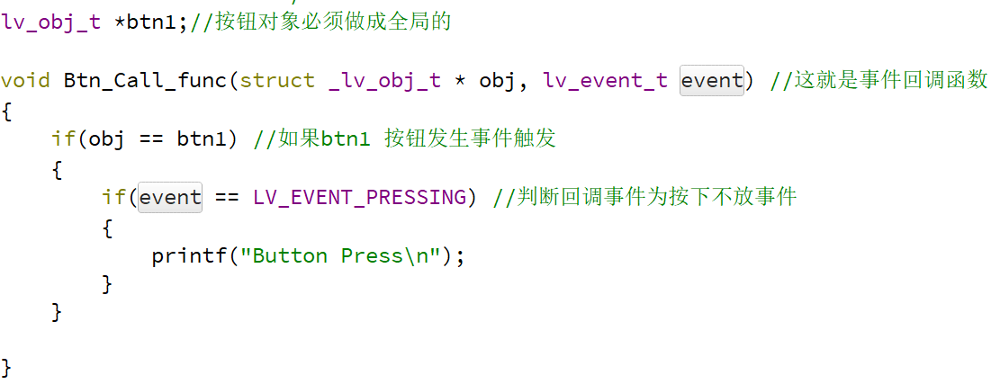 lv_obj_t *btn1;//按钮对象必须做成全局的
void Btn_Call_func(struct _lv_obj_t * obj, lv_event_t event) //这就是事件回调函数
{
if(obj == btn1) //如果btn1 按钮发生事件触发
{
if(event == LV_EVENT_PRESSING) //判断回调事件为按下不放事件
{
printf("Button Press\n");
}
}
}